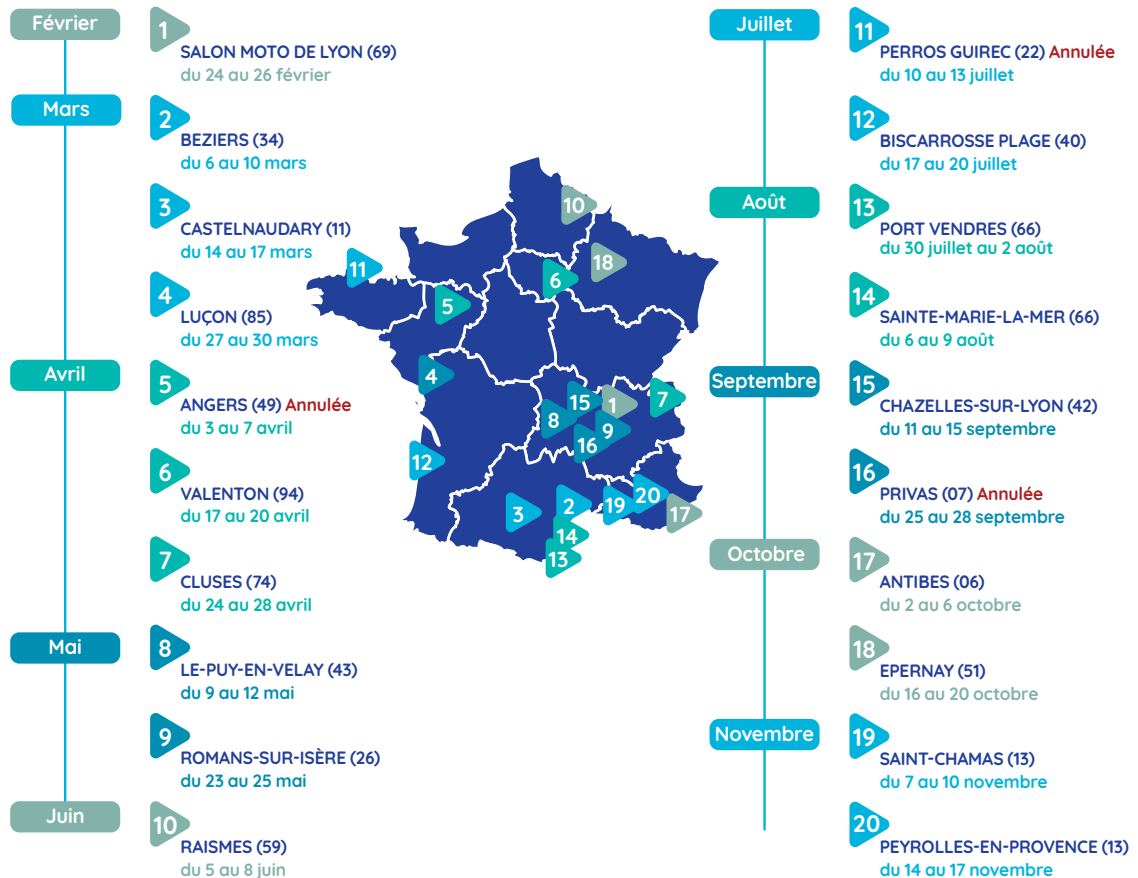 Février
1
SALON MOTO DE LYON (69)
du 24 au 26 février
Mars
2
BEZIERS (34)
du 6 au 10 mars
3
CASTELNAUDARY (11)
du 14 au 17 mars
4
LUÇON (85)
du 27 au 30 mars
Avril
5
ANGERS (49) Annulée
du 3 au 7 avril
6
VALENTON (94)
du 17 au 20 avril
7
CLUSES (74)
du 24 au 28 avril
Mai
8
LE-PUY-EN-VELAY (43)
du 9 au 12 mai
9
ROMANS-SUR-ISÈRE (26)
du 23 au 25 mai
Juin
10
RAISMES (59)
du 5 au 8 juin
10
18
11
6
5
4
15
1
7
8
9
16
12
3
2
19
20
17
14
13
Juillet
11
PERROS GUIREC (22) Annulée
du 10 au 13 juillet
12
BISCARROSSE PLAGE (40)
du 17 au 20 juillet
Août
13
PORT VENDRES (66)
du 30 juillet au 2 août
14
SAINTE-MARIE-LA-MER (66)
du 6 au 9 août
Septembre
15
CHAZELLES-SUR-LYON (42)
du 11 au 15 septembre
16
PRIVAS (07) Annulée
du 25 au 28 septembre
Octobre
17
ANTIBES (06)
du 2 au 6 octobre
18
EPERNAY (51)
du 16 au 20 octobre
Novembre
19
SAINT-CHAMAS (13)
du 7 au 10 novembre
20
PEYROLLES-EN-PROVENCE (13)
du 14 au 17 novembre